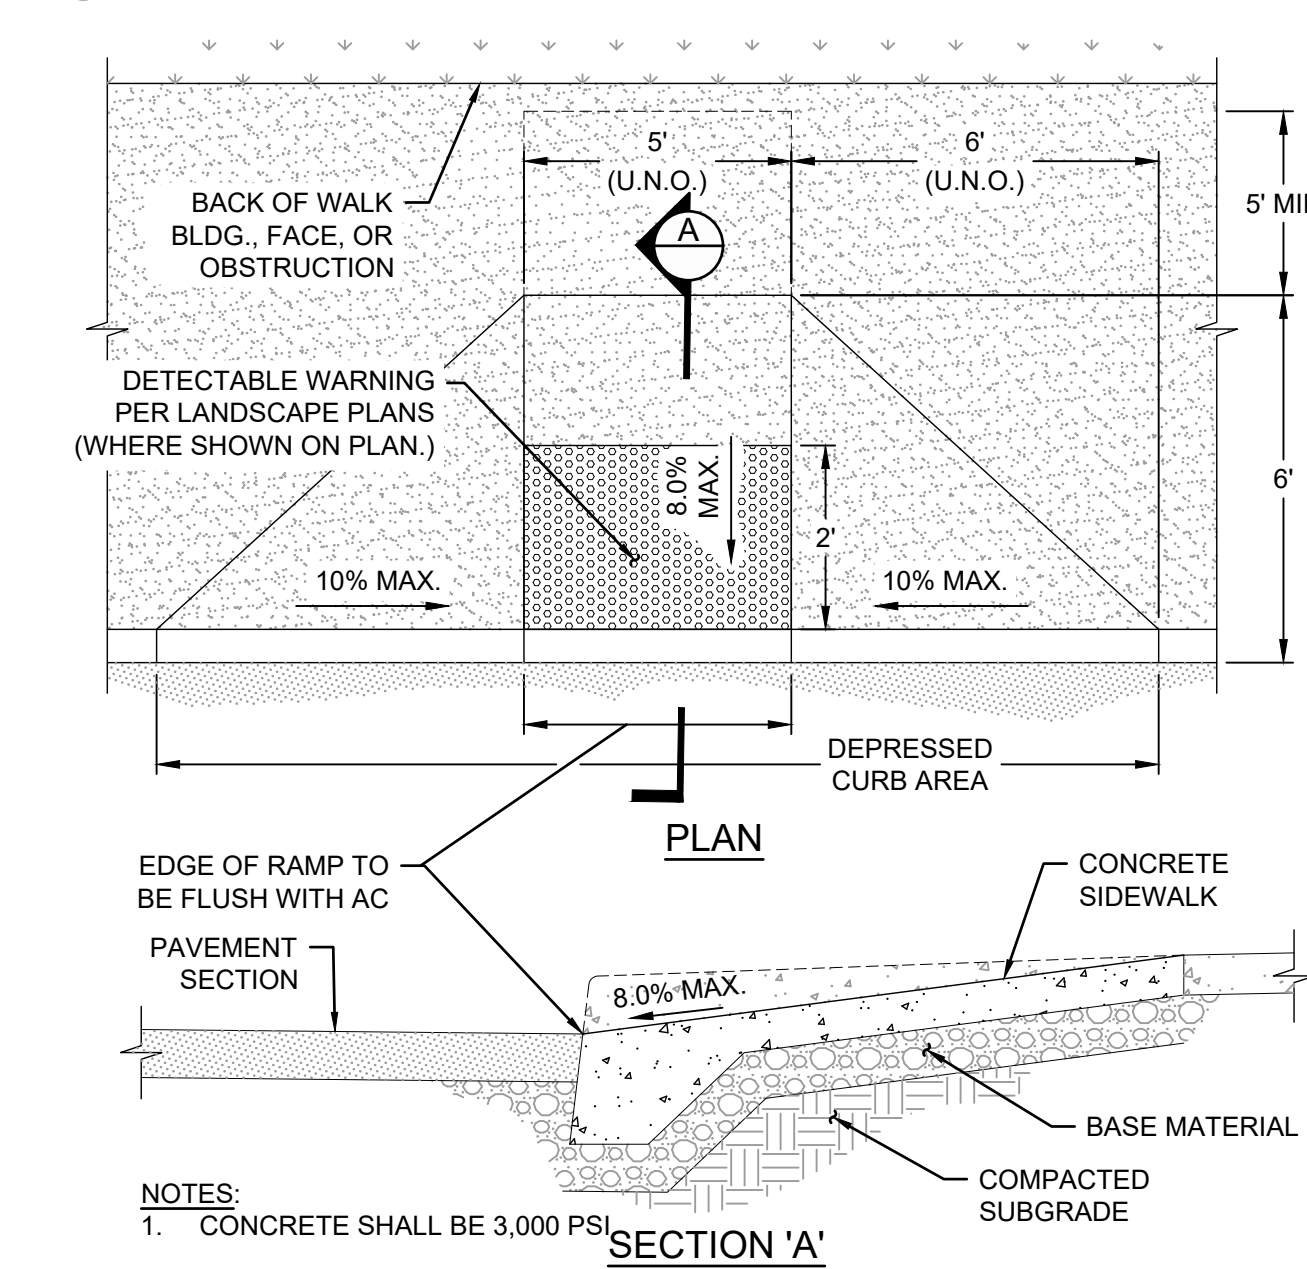 5'
(U.N.O.)
6'
(U.N.O.)
BACK OF WALK
BLDG., FACE, OR
OBSTRUCTION
A
5' MI
DETECTABLE WARNING
PER LANDSCAPE PLANS
(WHERE SHOWN ON PLAN.)
8.0%
MAX.
6'
2'
10% MAX.
10% MAX.
DEPRESSED
CURB AREA
PLAN
EDGE OF RAMP TO
BE FLUSH WITH AC
CONCRETE
SIDEWALK
PAVEMENT
SECTION
8.0% MAX.
BASE MATERIAL
COMPACTED
SUBGRADE
NOTES:
1. CONCRETE SHALL BE 3,000 PSI
SECTION 'A'